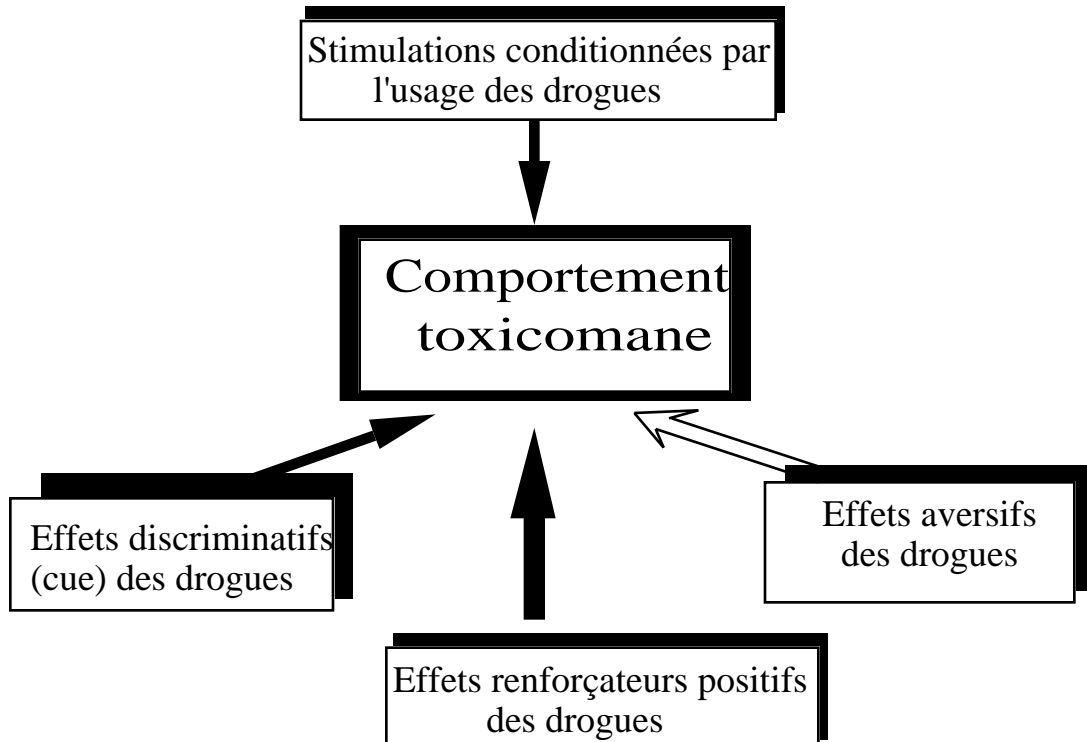 Stimulations conditionnées par
l'usage des drogues
Comportement
toxicomane
Effets discriminatifs
(cue) des drogues
Effets aversifs
des drogues
Effets renforçateurs positifs
des drogues